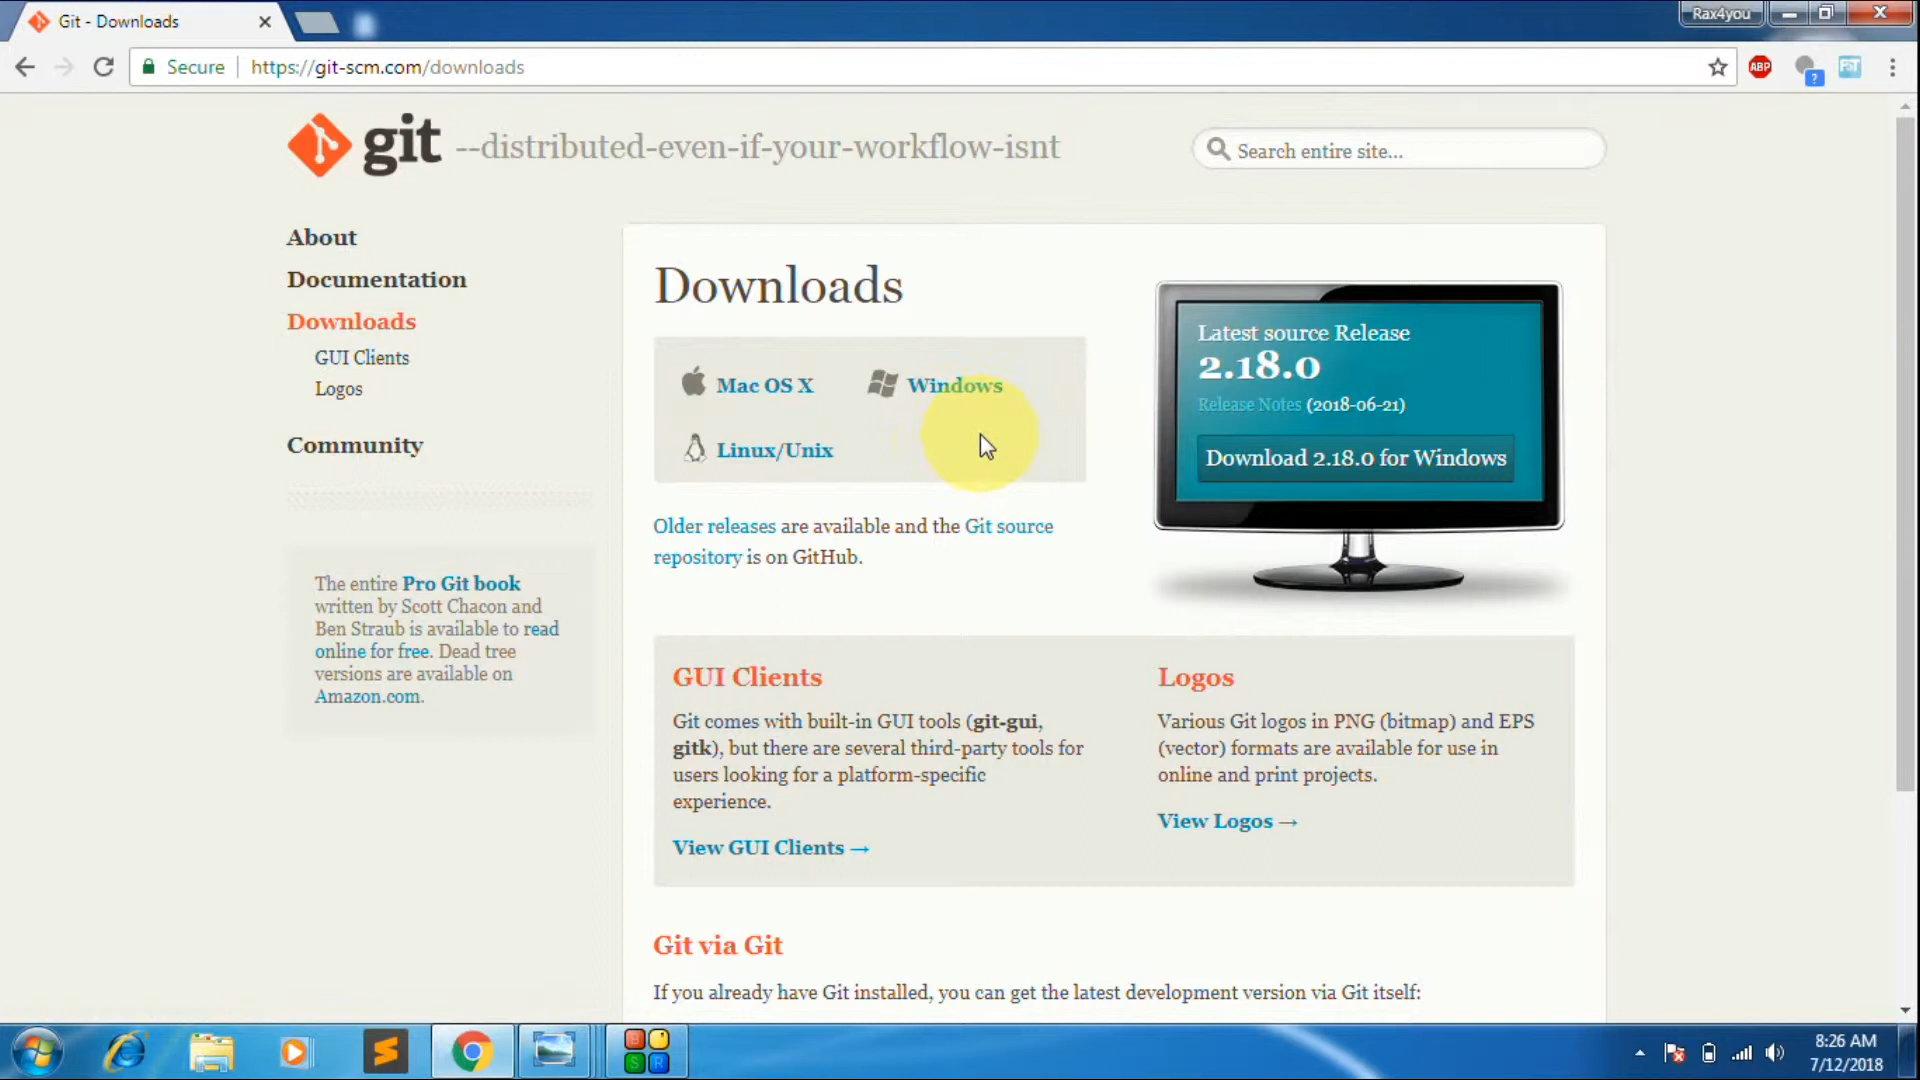 Git - Downloads
Rax4you
Secure
https://git-scm.com/downloads
ABP
?
git --distributed-even-if-your-workflow-isnt
Search entire site...
About
Documentation
Downloads
GUI Clients
Logos
Community
The entire Pro Git book
written by Scott Chacon and
Ben Straub is available to read
online for free. Dead tree
versions are available on
Amazon.com.
Downloads
Mac OS X
Windows
Linux/Unix
Older releases are available and the Git source
repository is on GitHub.
Latest source Release
2.18.0
Release Notes (2018-06-21)
Download 2.18.0 for Windows
GUI Clients
Git comes with built-in GUI tools (git-gui,
gitk), but there are several third-party tools for
users looking for a platform-specific
experience.
View GUI Clients →
Logos
Various Git logos in PNG (bitmap) and EPS
(vector) formats are available for use in
online and print projects.
View Logos →
Git via Git
If you already have Git installed, you can get the latest development version via Git itself:
8:26 AM
7/12/2018